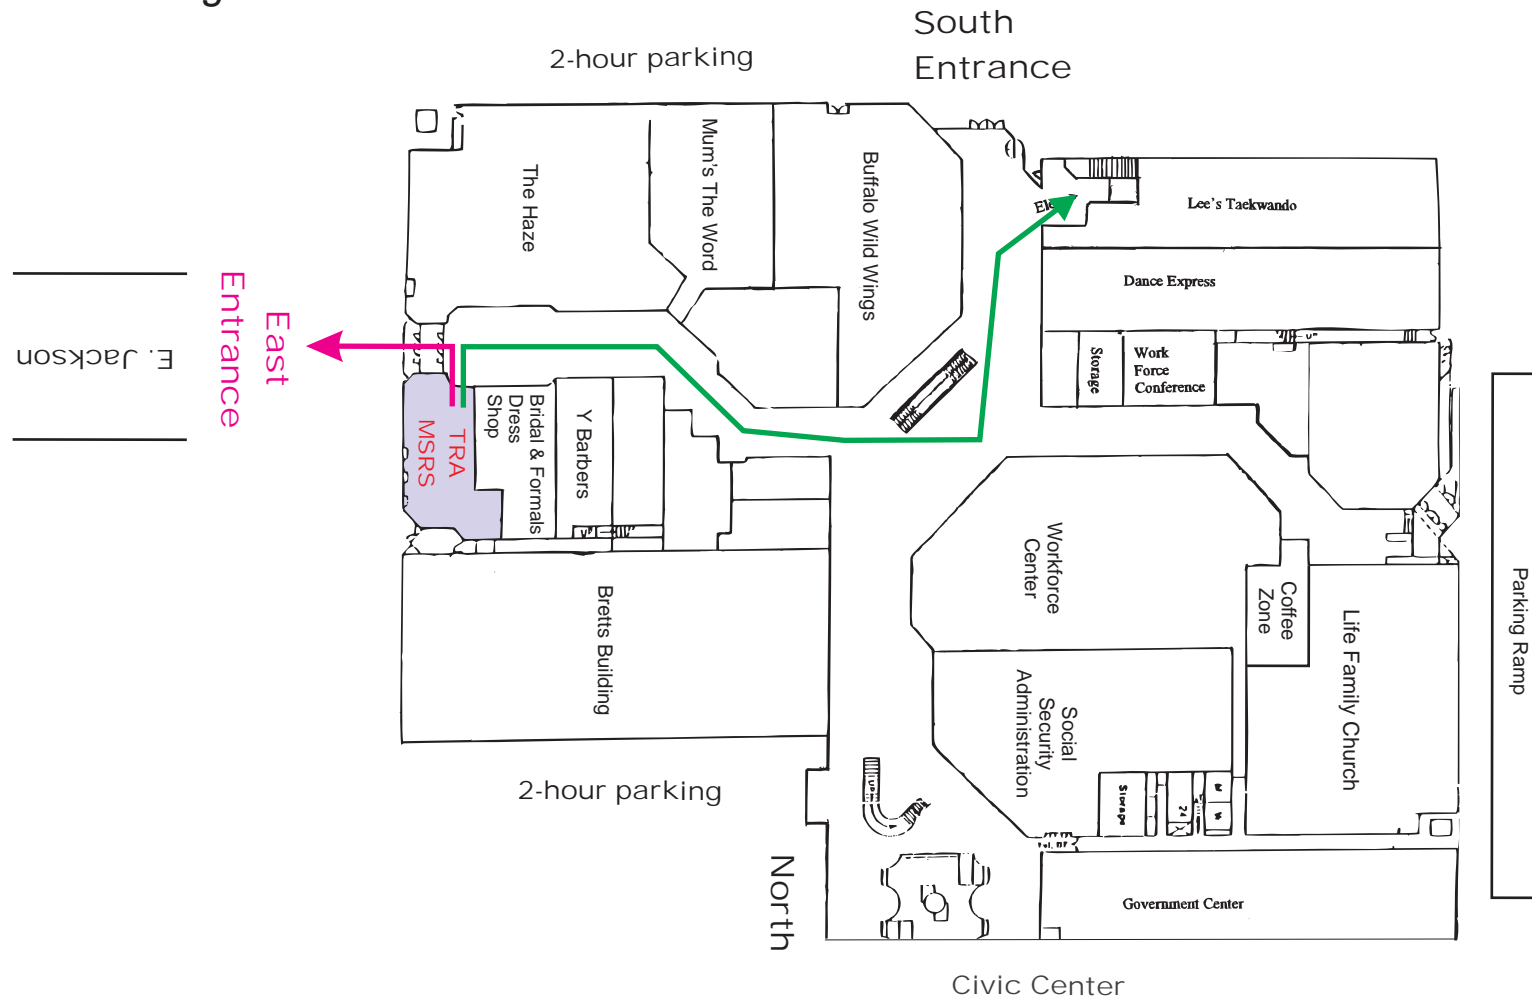 South
Entrance
2-hour parking
The Haze
Mum's The Word
Buffalo Wild Wings
Lee's Taekwando
Dance Express
Storage
Work
Force
Conference
East
Entrance
E. Jackson
TRA
MSRS
Bridal & Formals
Dress
Shop
Y Barbers
Bretts Building
Workforce
Center
Coffee
Zone
Life Family Church
Parking Ramp
Social
Security
Administration
Storage
2-hour parking
UP
North
Government Center
Civic Center